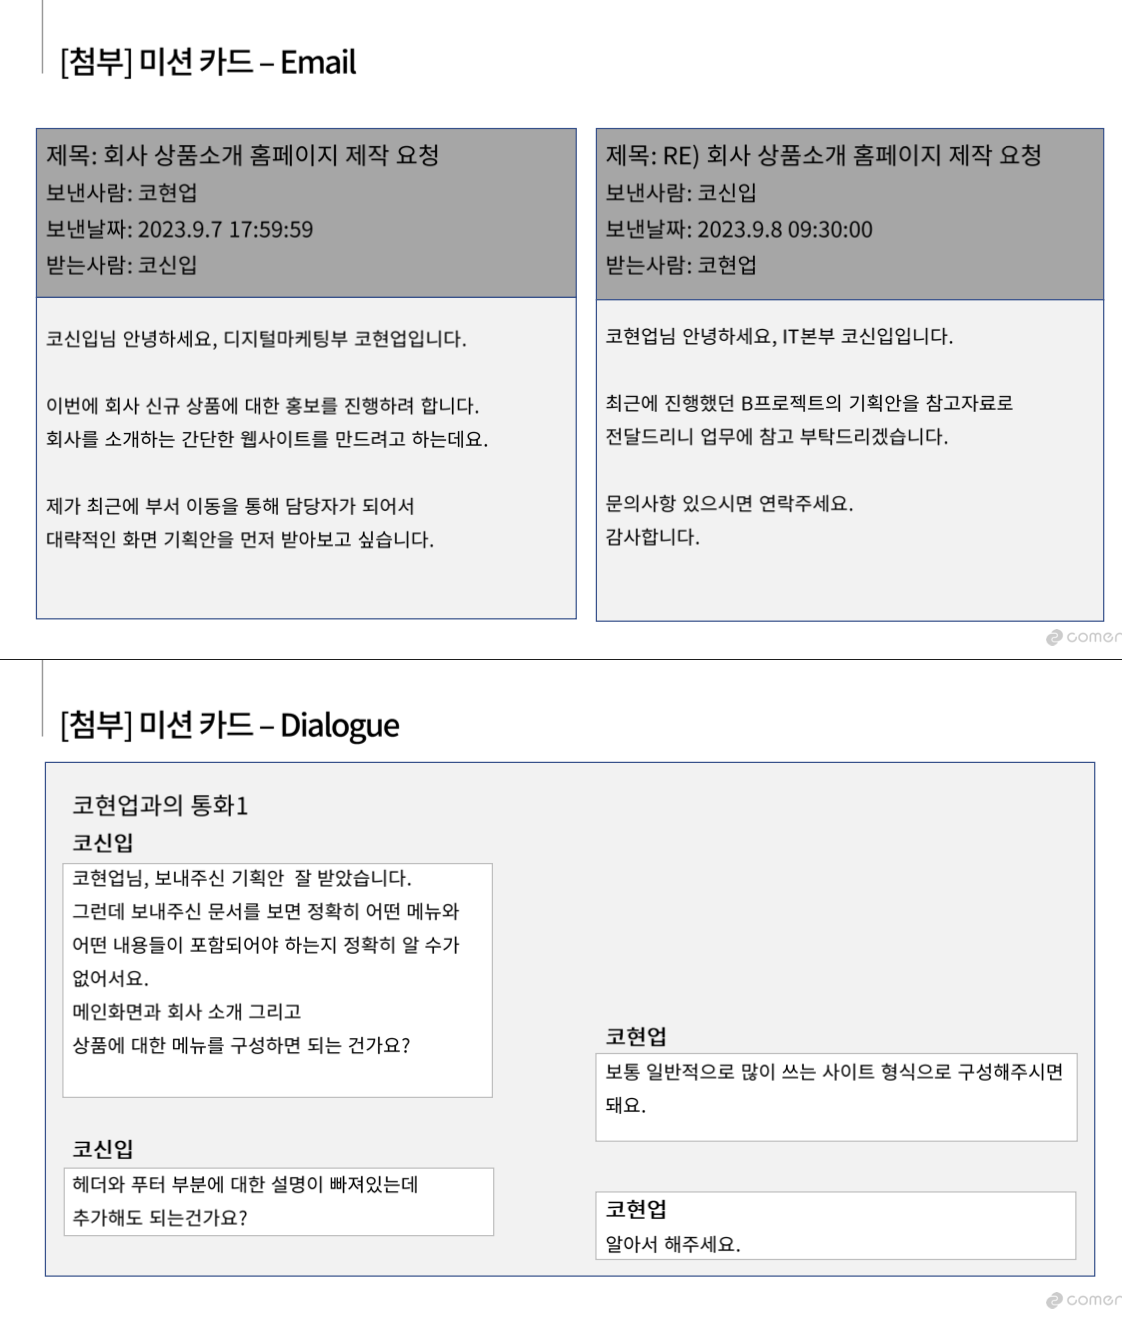 [첨부] 미션 카드 – Email
제목: 회사 상품소개 홈페이지 제작 요청
보낸사람: 코현업
보낸날짜: 2023.9.7 17:59:59
받는사람: 코신입
코신입님 안녕하세요, 디지털마케팅부 코현업입니다.
이번에 회사 신규 상품에 대한 홍보를 진행하려 합니다.
회사를 소개하는 간단한 웹사이트를 만드려고 하는데요.
제가 최근에 부서 이동을 통해 담당자가 되어서
대략적인 화면 기획안을 먼저 받아보고 싶습니다.
제목: RE) 회사 상품소개 홈페이지 제작 요청
보낸사람: 코신입
보낸날짜: 2023.9.8 09:30:00
받는사람: 코현업
코현업님 안녕하세요, IT본부 코신입입니다.
최근에 진행했던 B프로젝트의 기획안을 참고자료로
전달드리니 업무에 참고 부탁드리겠습니다.
문의사항 있으시면 연락주세요.
감사합니다.
comer
[첨부] 미션 카드 – Dialogue
코현업과의 통화1
코신입
코현업님, 보내주신 기획안 잘 받았습니다.
그런데 보내주신 문서를 보면 정확히 어떤 메뉴와
어떤 내용들이 포함되어야 하는지 정확히 알 수가
없어서요.
메인화면과 회사 소개 그리고
상품에 대한 메뉴를 구성하면 되는 건가요?
코현업
보통 일반적으로 많이 쓰는 사이트 형식으로 구성해주시면
돼요.
코신입
헤더와 푸터 부분에 대한 설명이 빠져있는데
추가해도 되는건가요?
코현업
알아서 해주세요.
comer